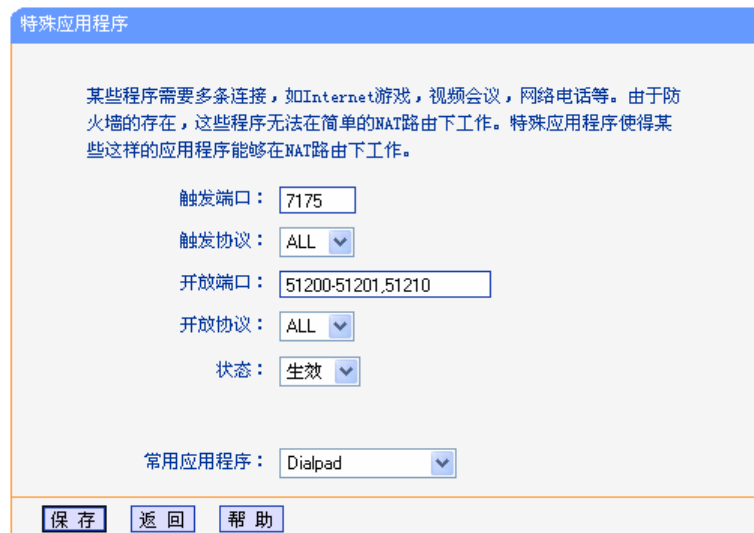 特殊应用程序
某些程序需要多条连接，如Internet游戏，视频会议，网络电话等。由于防
火墙的存在，这些程序无法在简单的NAT路由下工作。特殊应用程序使得某
些这样的应用程序能够在NAT路由下工作。
触发端口： 7175
触发协议： ALL
开放端口： 51200-51201,51210
开放协议： ALL
状态： 生效
常用应用程序： Dialpad
保 存 返 回 帮 助